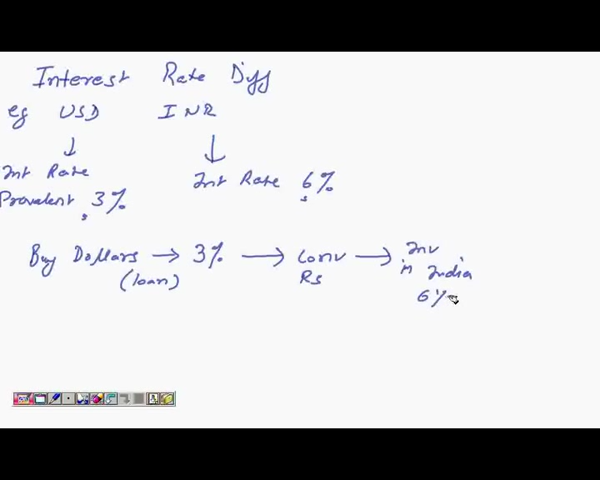 Interest Rate Diff
eg USD INR
Int Rate
Prevalent 3%
Int Rate 6%
Buy Dollars → 3% → Conv → Inv
(loan) Rs in India
6%